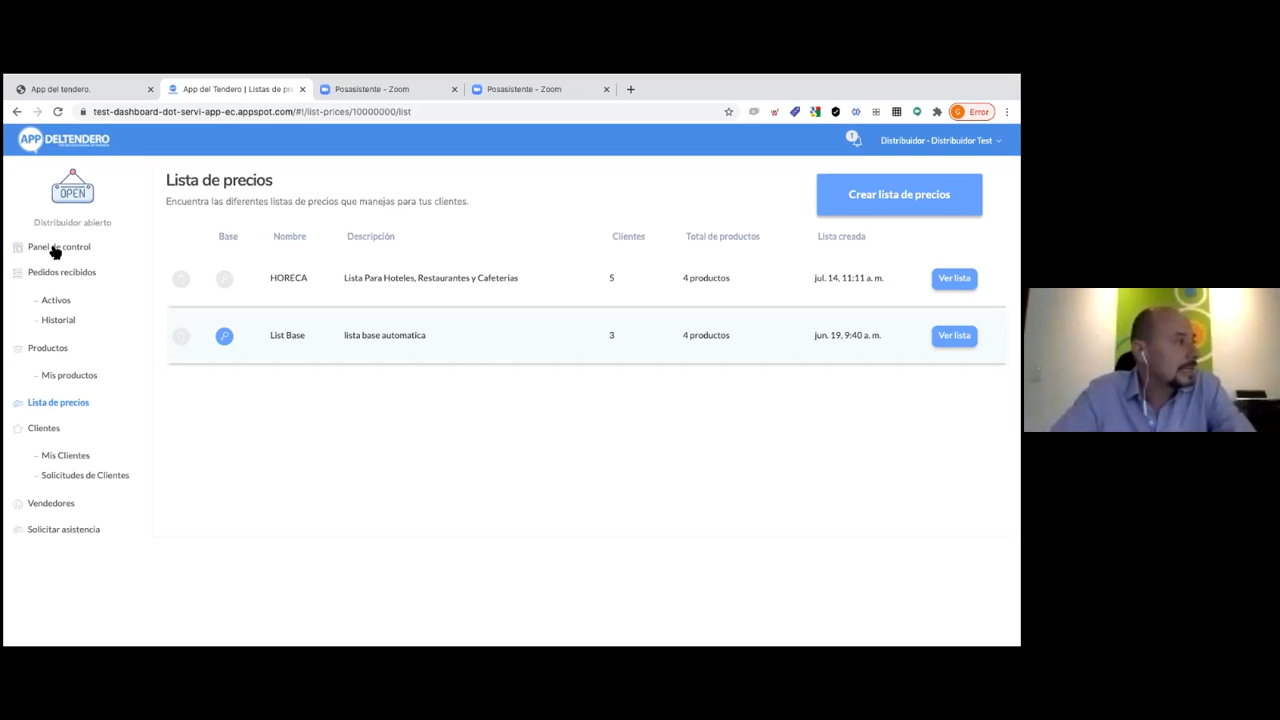 App del tendero.
App del Tendero | Listas de pr
Posasistente - Zoom
Posasistente - Zoom
test-dashboard-dot-servi-app-ec.appspot.com/#!/list-prices/10000000/list
Error
APP DELTENDERO
1
Distribuidor - Distribuidor Test
OPEN
Distribuidor abierto
Panel de control
Pedidos recibidos
- Activos
- Historial
Productos
- Mis productos
Lista de precios
Clientes
- Mis Clientes
- Solicitudes de Clientes
Vendedores
Solicitar asistencia
Lista de precios
Encuentra las diferentes listas de precios que manejas para tus clientes.
Crear lista de precios
Base Nombre Descripción Clientes Total de productos Lista creada
HORECA Lista Para Hoteles, Restaurantes y Cafeterías 5 4 productos jul. 14, 11:11 a. m. Ver lista
List Base lista base automatica 3 4 productos jun. 19, 9:40 a. m. Ver lista